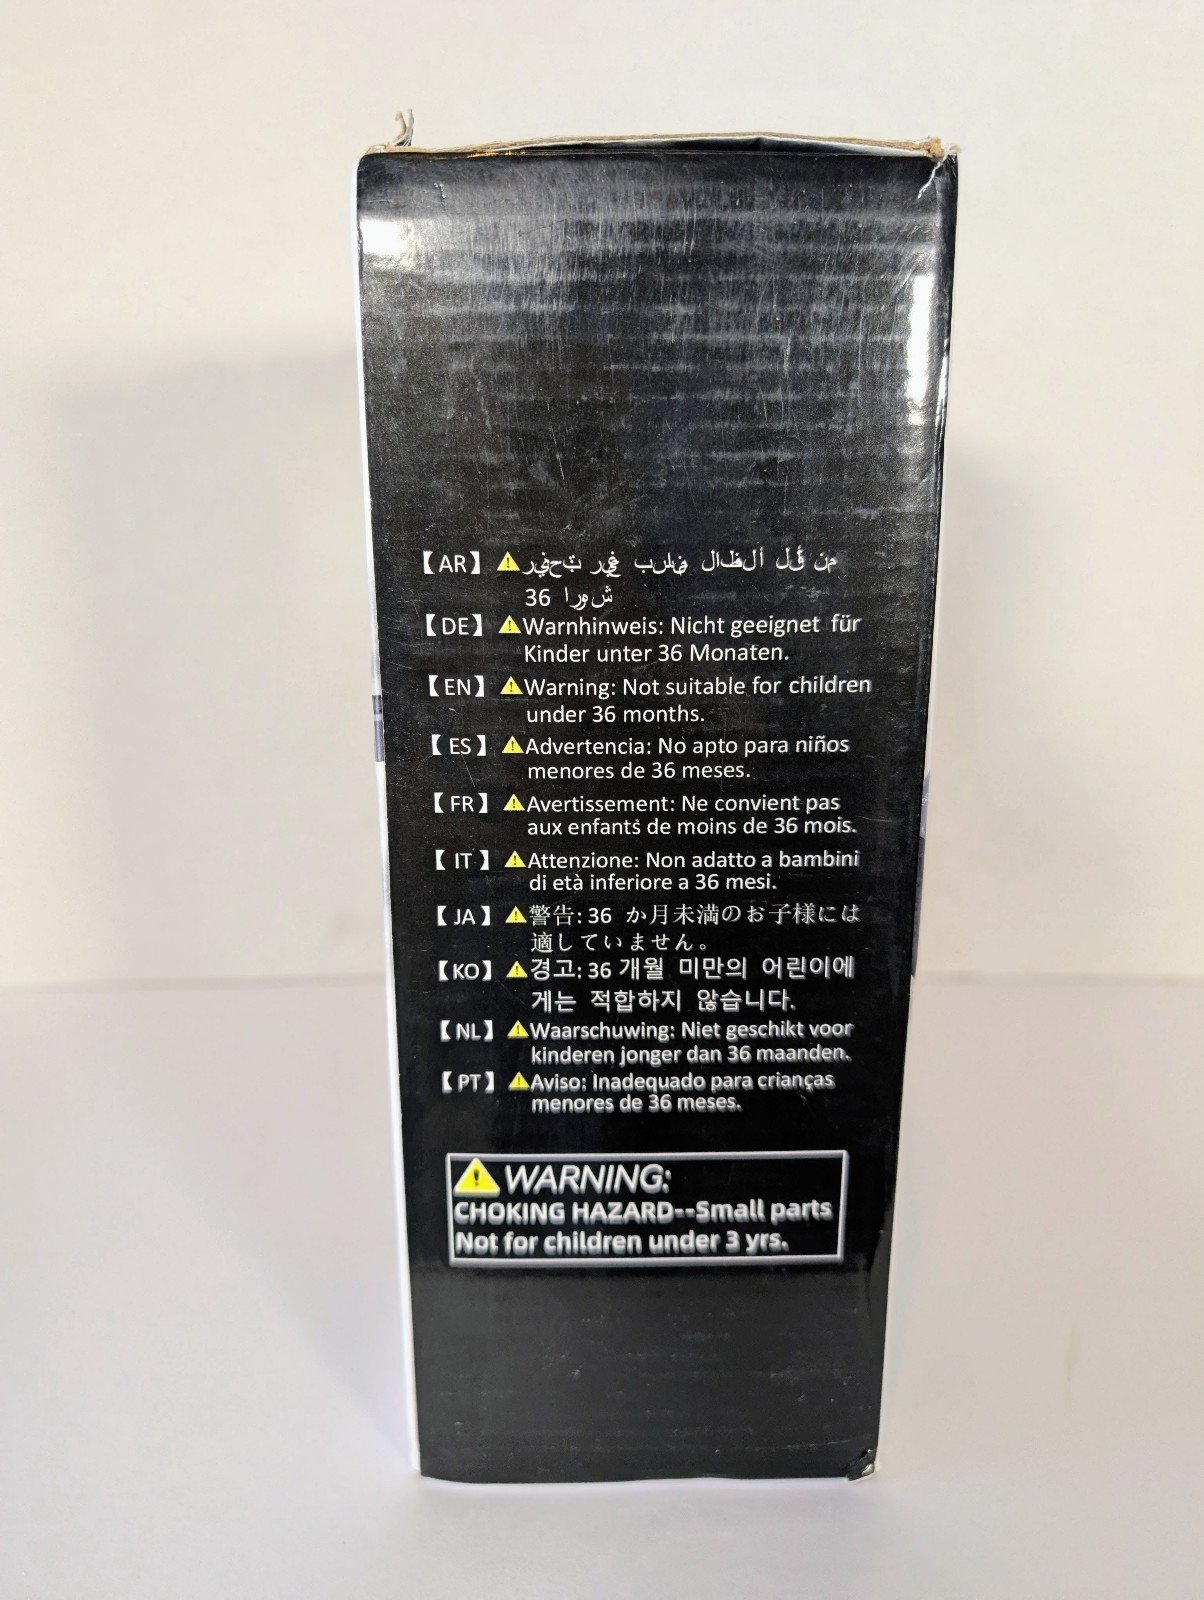 【AR】 من غير
36
【DE】 ⚠Warnhinweis: Nicht geeignet für
Kinder unter 36 Monaten.
【EN】 ⚠Warning: Not suitable for children
under 36 months.
【ES】 ⚠Advertencia: No apto para niños
menores de 36 meses.
【FR】 ⚠Avertissement: Ne convient pas
aux enfants de moins de 36 mois.
【IT】 ⚠Attenzione: Non adatto a bambini
di età inferiore a 36 mesi.
【JA】 ⚠警告: 36 か月未満のお子様には
適していません。
【KO】 ⚠경고: 36 개월 미만의 어린이에
게는 적합하지 않습니다.
【NL】 ⚠Waarschuwing: Niet geschikt voor
kinderen jonger dan 36 maanden.
【PT】 ⚠Aviso: Inadequado para crianças
menores de 36 meses.
⚠WARNING:
CHOKING HAZARD--Small parts
Not for children under 3 yrs.